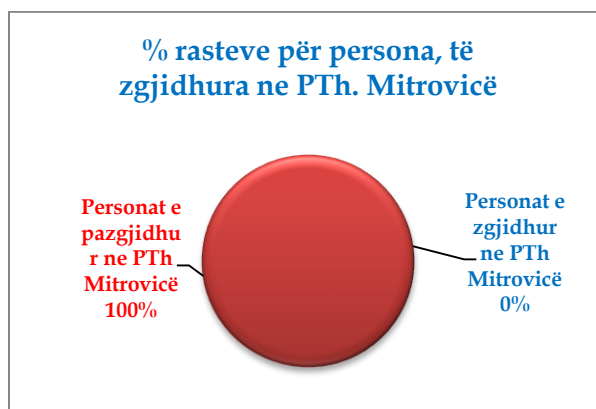 % rasteve për persona, të
zgjidhura ne PTh. Mitrovicë
Personat e
pazgjidhu
r ne PTh
Mitrovicë
100%
Personat e
zgjidhur
ne PTh
Mitrovicë
0%